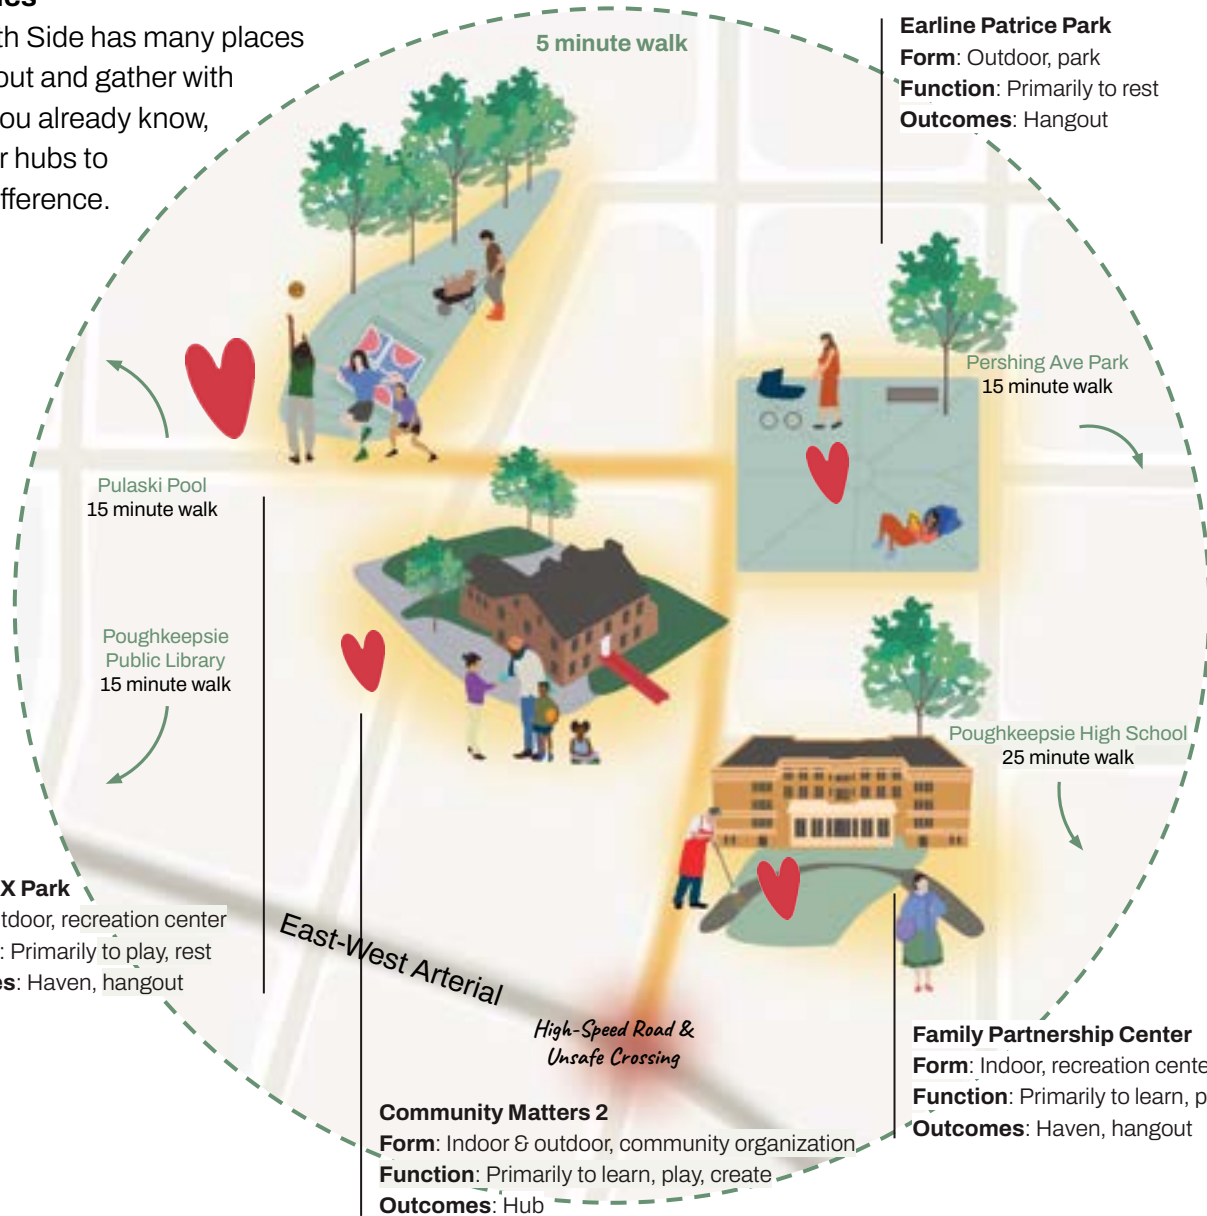 th Side has many places
out and gather with
ou already know,
r hubs to
fference.
5 minute walk
Earline Patrice Park
Form: Outdoor, park
Function: Primarily to rest
Outcomes: Hangout
Pershing Ave Park
15 minute walk
Pulaski Pool
15 minute walk
Poughkeepsie
Public Library
15 minute walk
Poughkeepsie High School
25 minute walk
X Park
tdoor, recreation center
: Primarily to play, rest
s: Haven, hangout
East-West Arterial
High-Speed Road &
Unsafe Crossing
Family Partnership Center
Form: Indoor, recreation cente
Function: Primarily to learn, p
Outcomes: Haven, hangout
Community Matters 2
Form: Indoor & outdoor, community organization
Function: Primarily to learn, play, create
Outcomes: Hub